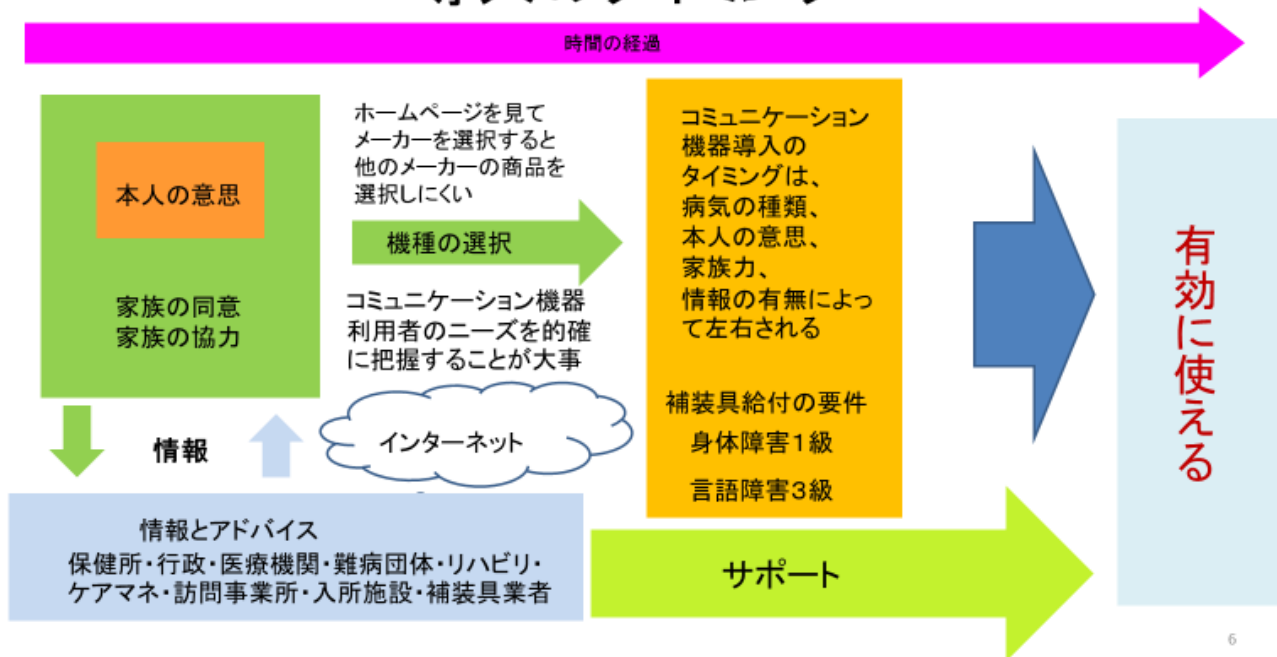 時間の経過
本人の意思
家族の同意
家族の協力
ホームページを見て
メーカーを選択すると
他のメーカーの商品を
選択しにくい
機種の選択
コミュニケーション機器
利用者のニーズを的確
に把握することが大事
インターネット
コミュニケーション
機器導入の
タイミングは、
病気の種類、
本人の意思、
家族力、
情報の有無によっ
て左右される
補装具給付の要件
身体障害1級
言語障害3級
情報
情報とアドバイス
保健所・行政・医療機関・難病団体・リハビリ・
ケアマネ・訪問事業所・入所施設・補装具業者
サポート
有効に使える
6